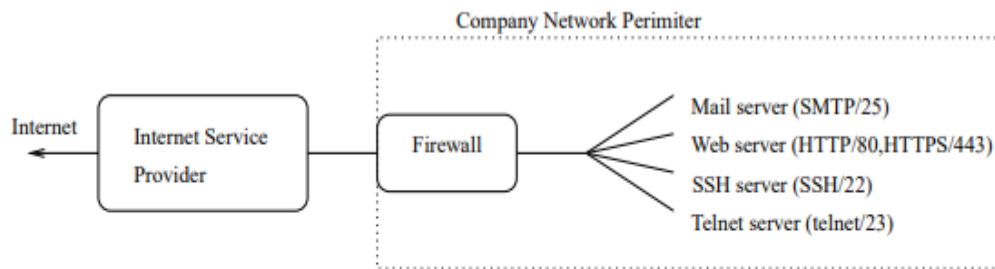 Company Network Perimiter
Internet
Internet Service
Provider
Firewall
Mail server (SMTP/25)
Web server (HTTP/80,HTTPS/443)
SSH server (SSH/22)
Telnet server (telnet/23)